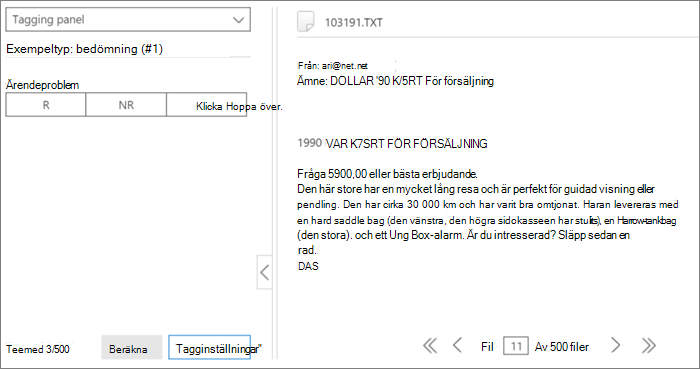 Tagging panel
Exempeltyp: bedömning (#1)
Ärendeproblem
R
NR
Klicka Hoppa över.
Teemed 3/500
Beräkna
Tagginställningar"
103191.TXT
Från: ari@net.net
Ämne: DOLLAR '90 K/5RT För försäljning
1990 VAR K7SRT FÖR FÖRSÄLJNING
Fråga 5900,00 eller bästa erbjudande.
Den här store har en mycket lång resa och är perfekt för guidad visning eller
pendling. Den har cirka 30 000 km och har varit bra omtjonat. Haran levereras med
en hard saddle bag (den vänstra, den högra sidokasseen har stulits), en Harrow-tankbag
(den stora). och ett Ung Box-alarm. Är du intresserad? Släpp sedan en
rad.
DAS
Fil 11 Av 500 filer